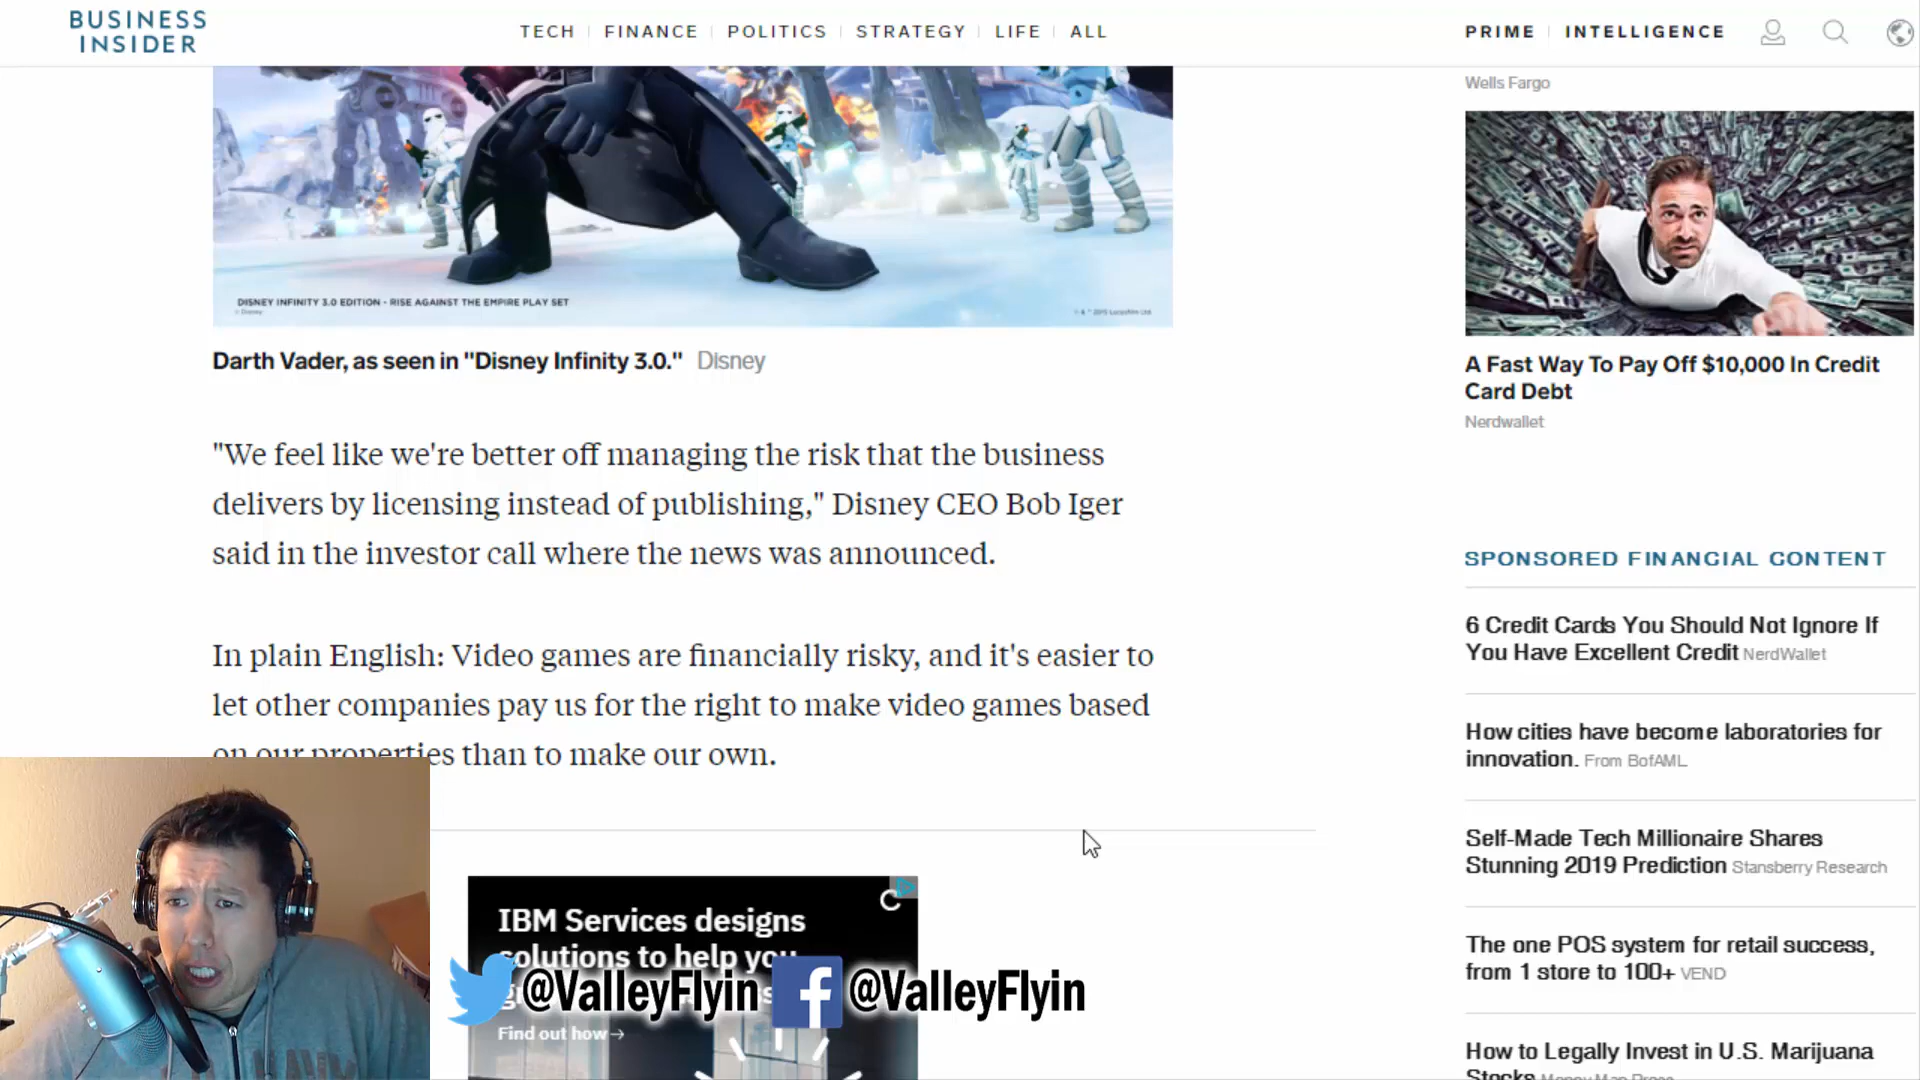 BUSINESS
INSIDER
TECH
FINANCE
POLITICS
STRATEGY
LIFE
ALL
PRIME
INTELLIGENCE
Wells Fargo
DISNEY INFINITY 3.0 EDITION - RISE AGAINST THE EMPIRE PLAY SET
© Disney
© & ™ 2015 Lucasfilm Ltd.
Darth Vader, as seen in "Disney Infinity 3.0." Disney
"We feel like we're better off managing the risk that the business
delivers by licensing instead of publishing," Disney CEO Bob Iger
said in the investor call where the news was announced.
In plain English: Video games are financially risky, and it's easier to
let other companies pay us for the right to make video games based
on our properties than to make our own.
A Fast Way To Pay Off $10,000 In Credit
Card Debt
Nerdwallet
SPONSORED FINANCIAL CONTENT
6 Credit Cards You Should Not Ignore If
You Have Excellent Credit NerdWallet
How cities have become laboratories for
innovation. From BofAML
Self-Made Tech Millionaire Shares
Stunning 2019 Prediction Stansberry Research
The one POS system for retail success,
from 1 store to 100+ VEND
How to Legally Invest in U.S. Marijuana
Stocks Money Map Press
IBM Services designs
solutions to help you
Find out how→
@ValleyFlyin
f @ValleyFlyin